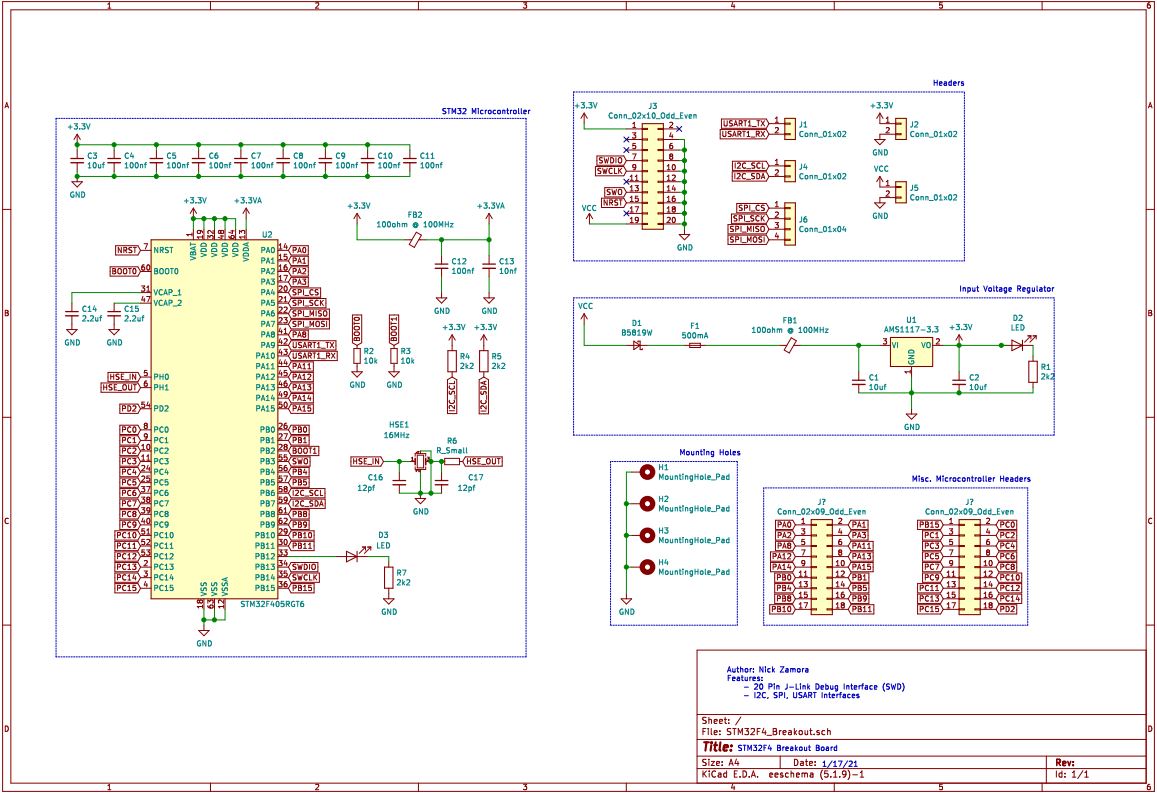 1 2 3 4 5 6
A
B
C
D
Headers
STM32 Microcontroller
+3.3V
C3 10uf
C4 100nf
C5 100nf
C6 100nf
C7 100nf
C8 100nf
C9 100nf
C10 100nf
C11 100nf
GND
+3.3V
+3.3VA
+3.3V
FB2
100ohm @ 100MHz
+3.3VA
C12 100nf
C13 10nf
GND
GND
U2
1 VBAT
19 VDD
32 VDD
48 VDD
64 VDD
13 VDDA
NRST 7 NRST
BOOT0 60 BOOT0
31 VCAP_1
47 VCAP_2
C14 2.2uf
C15 2.2uf
GND
GND
HSE_IN 5 PH0
HSE_OUT 6 PH1
PD2 54 PD2
PC0 8 PC0
PC1 9 PC1
PC2 10 PC2
PC3 11 PC3
PC4 24 PC4
PC5 25 PC5
PC6 37 PC6
PC7 38 PC7
PC8 39 PC8
PC9 40 PC9
PC10 51 PC10
PC11 52 PC11
PC12 53 PC12
PC13 2 PC13
PC14 3 PC14
PC15 4 PC15
PA0 14 PA0
PA1 15 PA1
PA2 16 PA2
PA3 17 PA3
PA4 20 SPI_CS
PA5 21 SPI_SCK
PA6 22 SPI_MISO
PA7 23 SPI_MOSI
PA8 41 PA8
PA9 42 USART1_TX
PA10 43 USART1_RX
PA11 44 PA11
PA12 45 PA12
PA13 46 PA13
PA14 49 PA14
PA15 50 PA15
PB0 26 PB0
PB1 27 PB1
PB2 28 BOOT1
PB3 55 SWO
PB4 56 PB4
PB5 57 PB5
PB6 58 I2C_SCL
PB7 59 I2C_SDA
PB8 61 PB8
PB9 62 PB9
PB10 29 PB10
PB11 30 PB11
PB12 33
PB13 34 SWDIO
PB14 35 SWCLK
PB15 36 PB15
18 VSS
63 VSS
12 VSSA
STM32F405RGT6
GND
BOOT0
R2 10k
GND
BOOT1
R3 10k
GND
+3.3V
R4 2k2
I2C_SCL
+3.3V
R5 2k2
I2C_SDA
HSE1
16MHz
R6
R_Small
HSE_IN
HSE_OUT
C16 12pf
C17 12pf
GND
D3
LED
R7 2k2
GND
J3
Conn_02x10_Odd_Even
+3.3V
1 2
3 4
5 6
SWDIO 7 8
SWCLK 9 10
11 12
SWO 13 14
NRST 15 16
17 18
VCC 19 20
GND
USART1_TX 1 J1
USART1_RX 2 Conn_01x02
I2C_SCL 1 J4
I2C_SDA 2 Conn_01x02
SPI_CS 1
SPI_SCK 2 J6
SPI_MISO 3 Conn_01x04
SPI_MOSI 4
+3.3V
1 J2
2 Conn_01x02
GND
VCC
1 J5
2 Conn_01x02
GND
Input Voltage Regulator
VCC
D1
B5819W
F1
500mA
FB1
100ohm @ 100MHz
U1
AMS1117-3.3
3 VI VO 2
GND
1
+3.3V
D2
LED
C1 10uf
C2 10uf
R1 2k2
GND
Mounting Holes
H1
MountingHole_Pad
H2
MountingHole_Pad
H3
MountingHole_Pad
H4
MountingHole_Pad
GND
Misc. Microcontroller Headers
J?
Conn_02x09_Odd_Even
PA0 1 2 PA1
PA2 3 4 PA3
PA8 5 6 PA11
PA12 7 8 PA13
PA14 9 10 PA15
PB0 11 12 PB1
PB4 13 14 PB5
PB8 15 16 PB9
PB10 17 18 PB11
J?
Conn_02x09_Odd_Even
PB15 1 2 PC0
PC1 3 4 PC2
PC3 5 6 PC4
PC5 7 8 PC6
PC7 9 10 PC8
PC9 11 12 PC10
PC11 13 14 PC12
PC13 15 16 PC14
PC15 17 18 PD2
Author: Nick Zamora
Features:
- 20 Pin J-Link Debug Interface (SWD)
- I2C, SPI, USART Interfaces
Sheet: /
File: STM32F4_Breakout.sch
Title: STM32F4 Breakout Board
Size: A4 Date: 1/17/21 Rev:
KiCad E.D.A. eeschema (5.1.9)-1 Id: 1/1
1 2 3 4 5 6
A
B
C
D